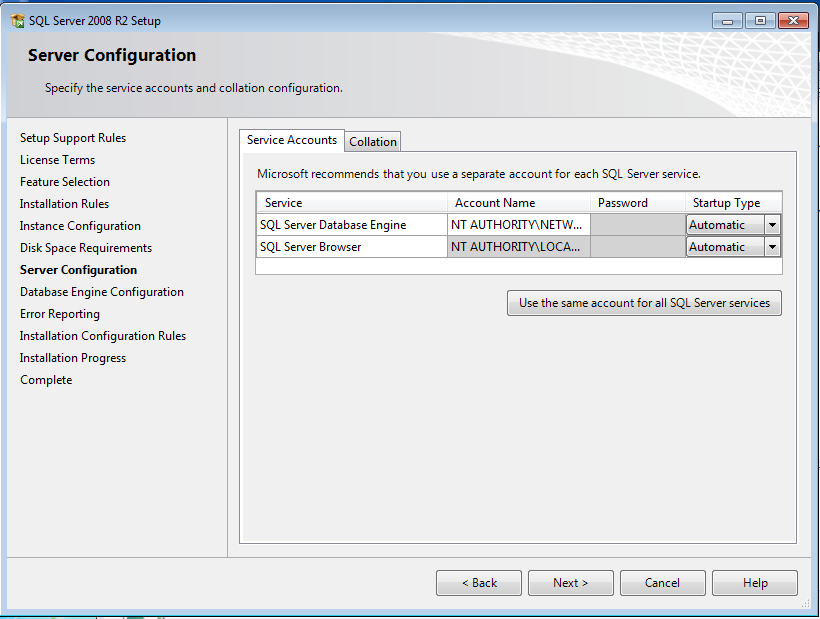 SQL Server 2008 R2 Setup
Server Configuration
Specify the service accounts and collation configuration.
Setup Support Rules
License Terms
Feature Selection
Installation Rules
Instance Configuration
Disk Space Requirements
Server Configuration
Database Engine Configuration
Error Reporting
Installation Configuration Rules
Installation Progress
Complete
Service Accounts Collation
Microsoft recommends that you use a separate account for each SQL Server service.
Service Account Name Password Startup Type
SQL Server Database Engine NT AUTHORITY\NETW... Automatic
SQL Server Browser NT AUTHORITY\LOCA... Automatic
Use the same account for all SQL Server services
< Back Next > Cancel Help